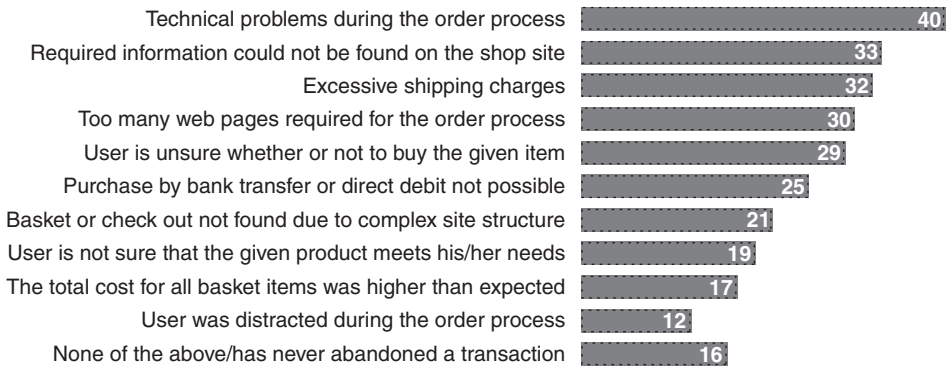 Technical problems during the order process 40
Required information could not be found on the shop site 33
Excessive shipping charges 32
Too many web pages required for the order process 30
User is unsure whether or not to buy the given item 29
Purchase by bank transfer or direct debit not possible 25
Basket or check out not found due to complex site structure 21
User is not sure that the given product meets his/her needs 19
The total cost for all basket items was higher than expected 17
User was distracted during the order process 12
None of the above/has never abandoned a transaction 16